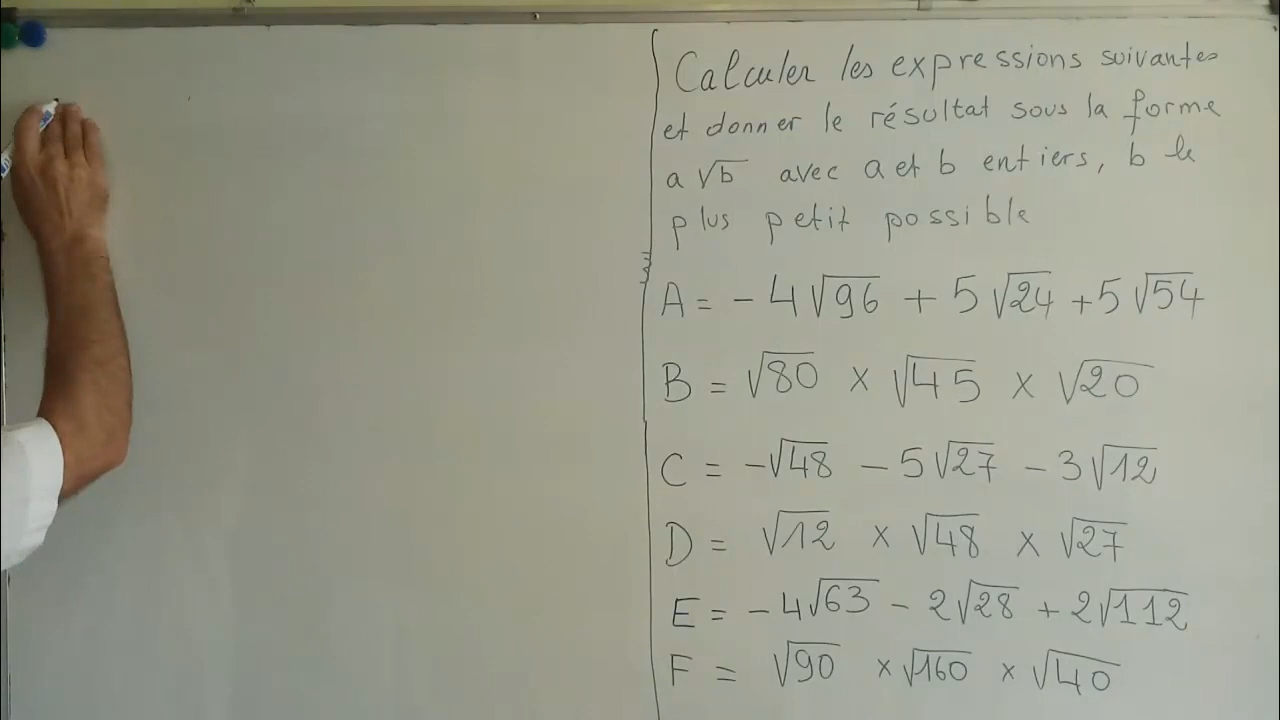 Calculer les expressions suivantes
et donner le résultat sous la forme
a √b avec a et b entiers, b le
plus petit possible
A = - 4√96 + 5√24 + 5√54
B = √80 × √45 × √20
C = -√48 - 5√27 - 3√12
D = √12 × √48 × √27
E = - 4√63 - 2√28 + 2√112
F = √90 × √160 × √40